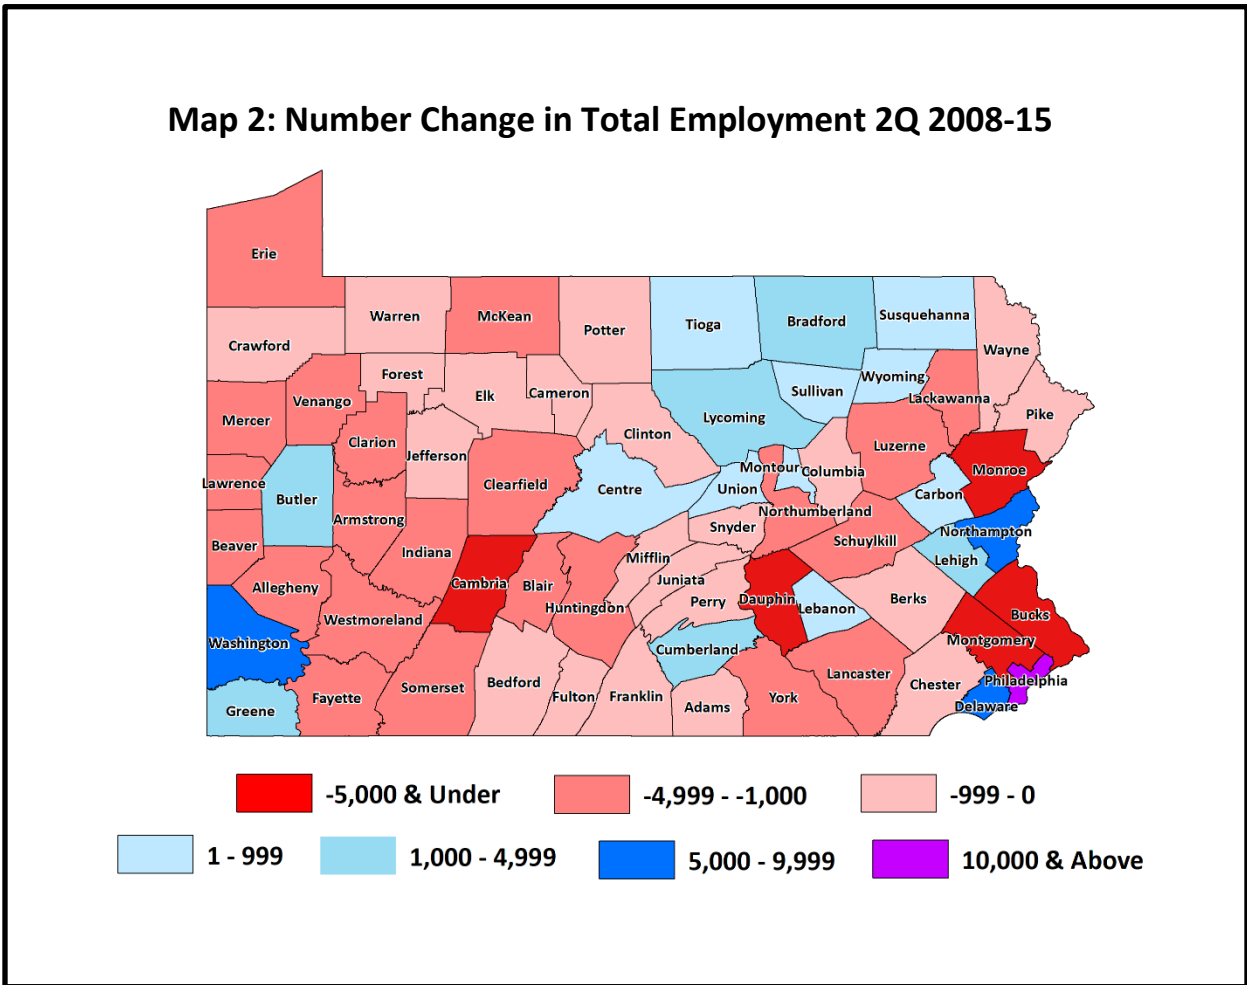 Map 2: Number Change in Total Employment 2Q 2008-15
Erie
Warren
McKean
Potter
Tioga
Bradford
Susquehanna
Crawford
Wayne
Forest
Elk
Cameron
Sullivan
Wyoming
Lackawanna
Pike
Mercer
Venango
Clarion
Jefferson
Clinton
Lycoming
Luzerne
Lawrence
Butler
Clearfield
Centre
Union
Montour
Columbia
Carbon
Monroe
Armstrong
Northumberland
Snyder
Northampton
Beaver
Indiana
Schuylkill
Lehigh
Allegheny
Cambria
Blair
Huntingdon
Mifflin
Juniata
Perry
Dauphin
Lebanon
Berks
Bucks
Westmoreland
Washington
Cumberland
Montgomery
Greene
Fayette
Somerset
Bedford
Fulton
Franklin
Adams
York
Lancaster
Chester
Philadelphia
Delaware
-5,000 & Under
-4,999 - -1,000
-999 - 0
1 - 999
1,000 - 4,999
5,000 - 9,999
10,000 & Above